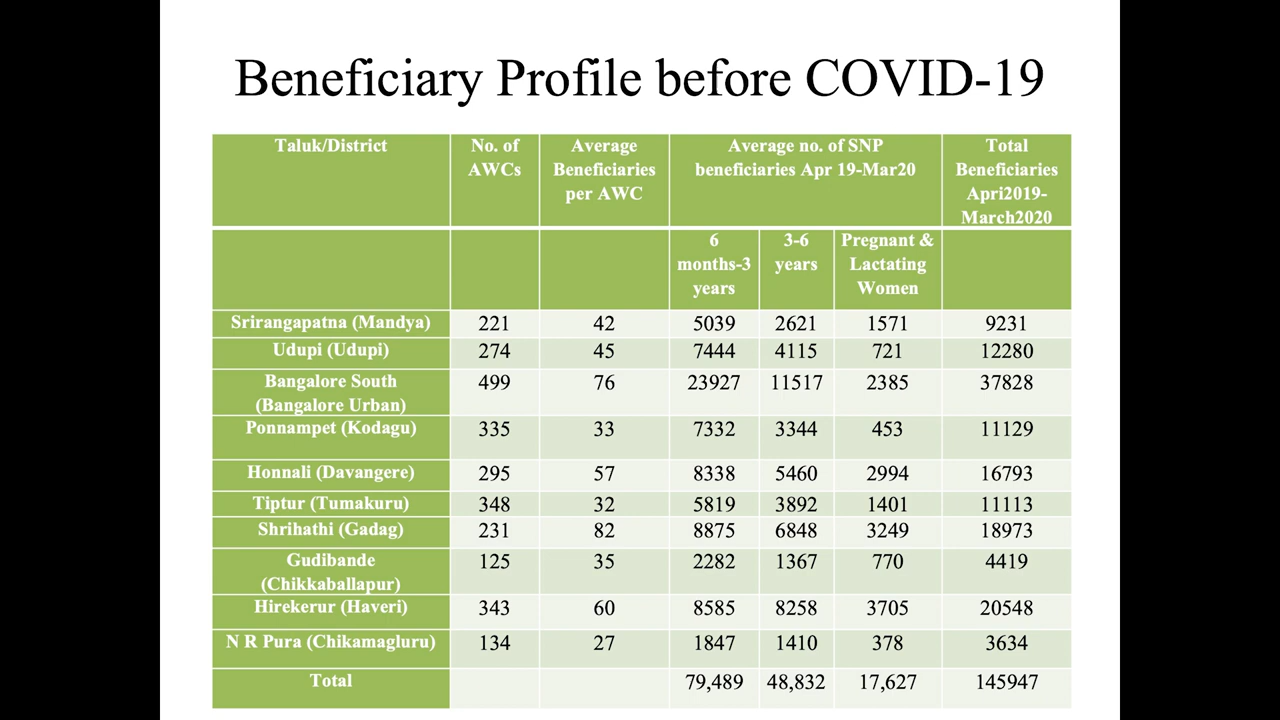 Beneficiary Profile before COVID-19
Taluk/District
No. of
AWCs
Average
Beneficiaries
per AWC
Average no. of SNP
beneficiaries Apr 19-Mar20
Total
Beneficiaries
Apri2019-
March2020
6
months-3
years
3-6
years
Pregnant &
Lactating
Women
Srirangapatna (Mandya) 221 42 5039 2621 1571 9231
Udupi (Udupi) 274 45 7444 4115 721 12280
Bangalore South
(Bangalore Urban) 499 76 23927 11517 2385 37828
Ponnampet (Kodagu) 335 33 7332 3344 453 11129
Honnali (Davangere) 295 57 8338 5460 2994 16793
Tiptur (Tumakuru) 348 32 5819 3892 1401 11113
Shrihathi (Gadag) 231 82 8875 6848 3249 18973
Gudibande
(Chikkaballapur) 125 35 2282 1367 770 4419
Hirekerur (Haveri) 343 60 8585 8258 3705 20548
N R Pura (Chikamagluru) 134 27 1847 1410 378 3634
Total 79,489 48,832 17,627 145947